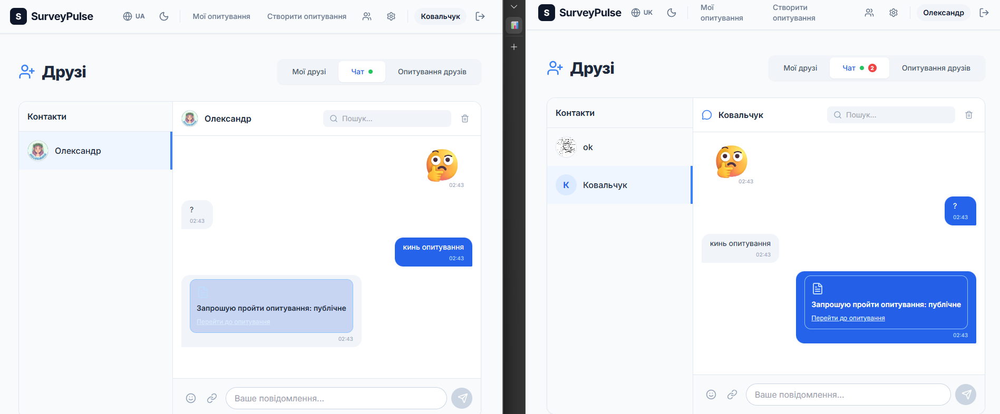 S SurveyPulse UA Мої опитування Створити опитування Ковальчук
Друзі
Мої друзі Чат Опитування друзів
Контакти
Олександр
Олександр Пошук...
02:43
?
02:43
кинь опитування
02:43
Запрошую пройти опитування: публічне
Перейти до опитування
02:43
Ваше повідомлення...
S SurveyPulse UK Мої опитування Створити опитування Олександр
Друзі
Мої друзі Чат 2 Опитування друзів
Контакти
ok
К Ковальчук
Ковальчук Пошук...
02:43
?
02:43
кинь опитування
02:43
Запрошую пройти опитування: публічне
Перейти до опитування
02:43
Ваше повідомлення...